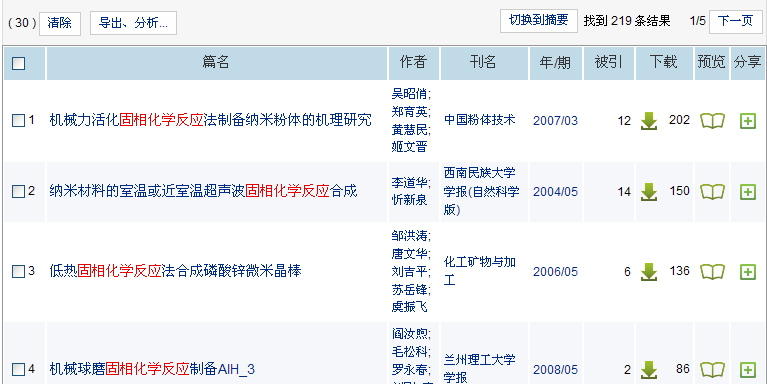 ( 30 ) 清除 导出、分析... 切换到摘要 找到 219 条结果 1/5 下一页
篇名 作者 刊名 年/期 被引 下载 预览 分享
1 机械力活化固相化学反应法制备纳米粉体的机理研究 吴昭俏; 郑育英; 黄慧民; 姬文晋 中国粉体技术 2007/03 12 202
2 纳米材料的室温或近室温超声波固相化学反应合成 李道华; 忻新泉 西南民族大学学报(自然科学版) 2004/05 14 150
3 低热固相化学反应法合成磷酸锌微米晶棒 邹洪涛; 唐文华; 刘吉平; 苏岳锋; 虞振飞 化工矿物与加工 2006/05 6 136
4 机械球磨固相化学反应制备AlH_3 阎汝煦; 毛松科; 罗永春; 兰州理工大学学报 2008/05 2 86